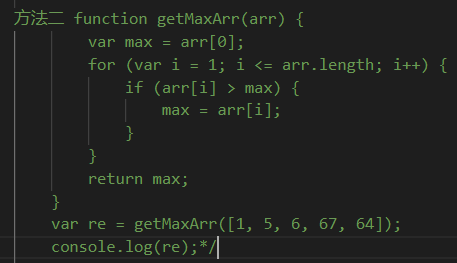 方法二 function getMaxArr(arr) {
var max = arr[0];
for (var i = 1; i <= arr.length; i++) {
if (arr[i] > max) {
max = arr[i];
}
}
return max;
}
var re = getMaxArr([1, 5, 6, 67, 64]);
console.log(re);*/